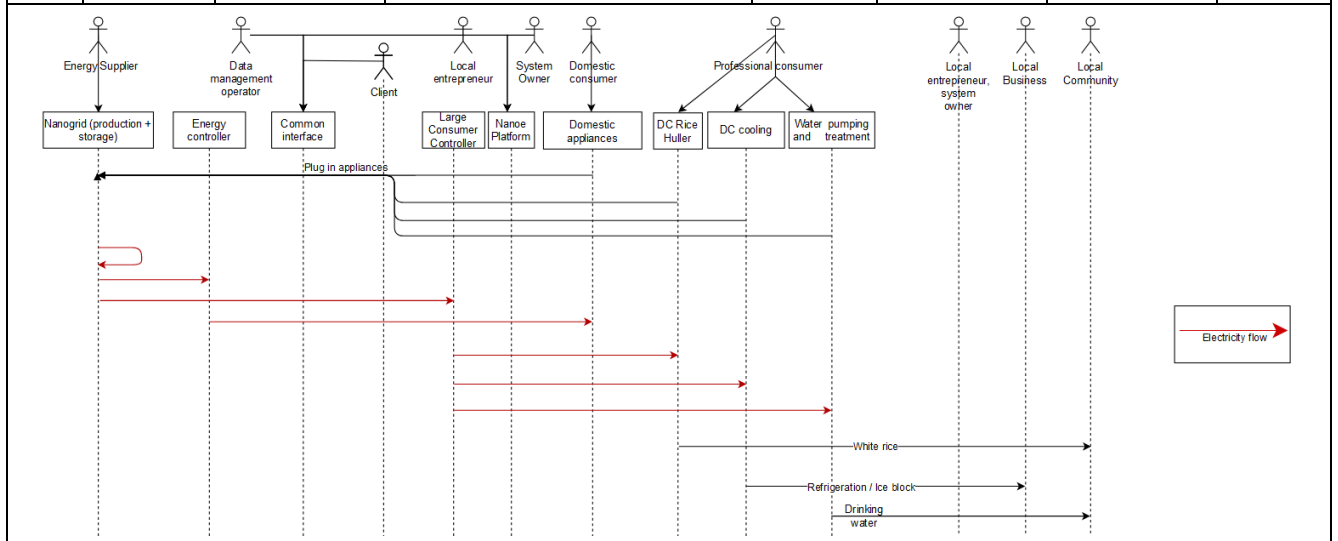 Energy Supplier
Data
management
operator
Client
Local
entrepreneur
System
Owner
Domestic
consumer
Professional consumer
Local
entrepreneur,
system
owner
Local
Business
Local
Community
Nanogrid (production +
storage)
Energy
controller
Common
interface
Large
Consumer
Controller
Nanoe
Platform
Domestic
appliances
DC Rice
Huller
DC cooling
Water pumping
and treatment
Plug in appliances
Electricity flow
White rice
Refrigeration / Ice block
Drinking
water